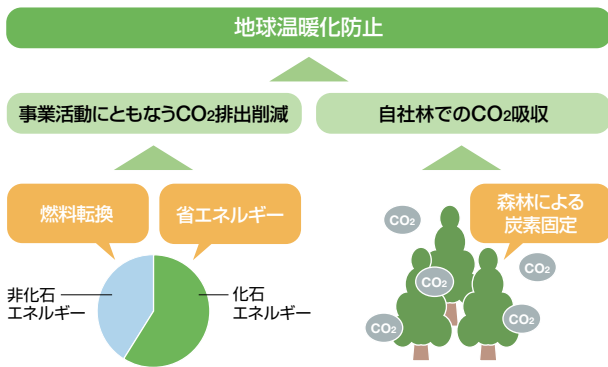 地球温暖化防止
事業活動にともなうCO₂排出削減
自社林でのCO₂吸収
燃料転換
省エネルギー
非化石
エネルギー
化石
エネルギー
森林による
炭素固定
CO₂
CO₂
CO₂
CO₂
CO₂